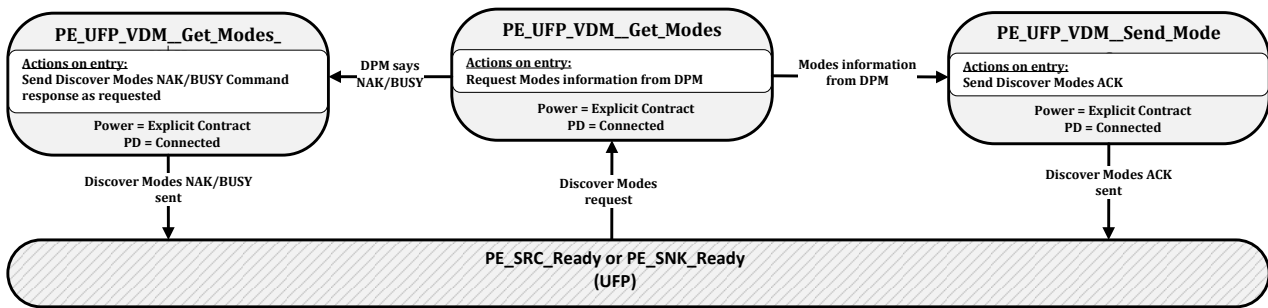 PE_UFP_VDM__Get_Modes_
Actions on entry:
Send Discover Modes NAK/BUSY Command
response as requested
Power = Explicit Contract
PD = Connected
DPM says
NAK/BUSY
PE_UFP_VDM__Get_Modes
Actions on entry:
Request Modes information from DPM
Power = Explicit Contract
PD = Connected
Modes information
from DPM
PE_UFP_VDM__Send_Mode
Actions on entry:
Send Discover Modes ACK
Power = Explicit Contract
PD = Connected
Discover Modes NAK/BUSY
sent
Discover Modes
request
Discover Modes ACK
sent
PE_SRC_Ready or PE_SNK_Ready
(UFP)